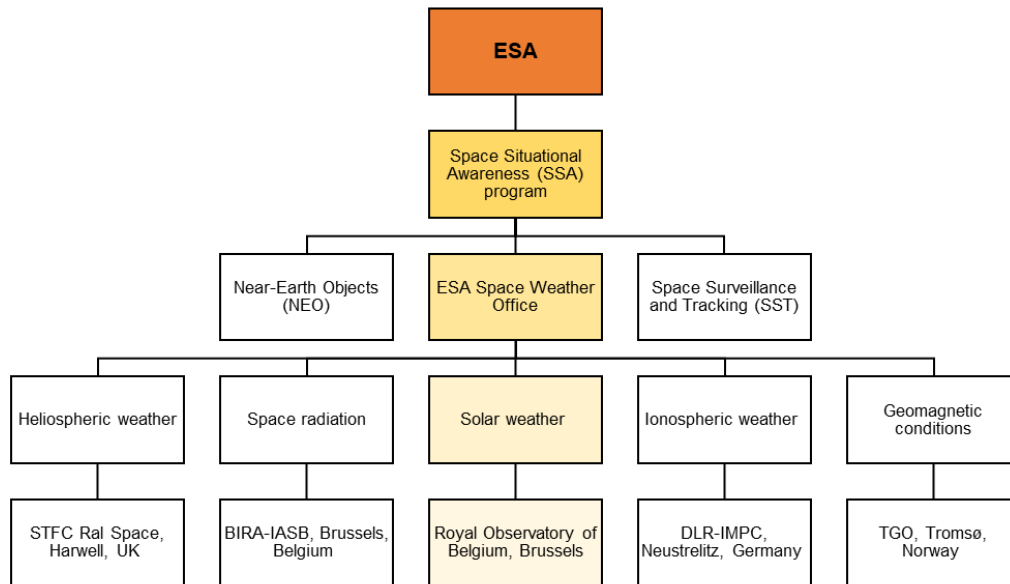 ESA
Space Situational
Awareness (SSA)
program
Near-Earth Objects
(NEO)
ESA Space Weather
Office
Space Surveillance
and Tracking (SST)
Heliospheric weather
Space radiation
Solar weather
Ionospheric weather
Geomagnetic
conditions
STFC Ral Space,
Harwell, UK
BIRA-IASB, Brussels,
Belgium
Royal Observatory of
Belgium, Brussels
DLR-IMPC,
Neustrelitz, Germany
TGO, Tromsø,
Norway